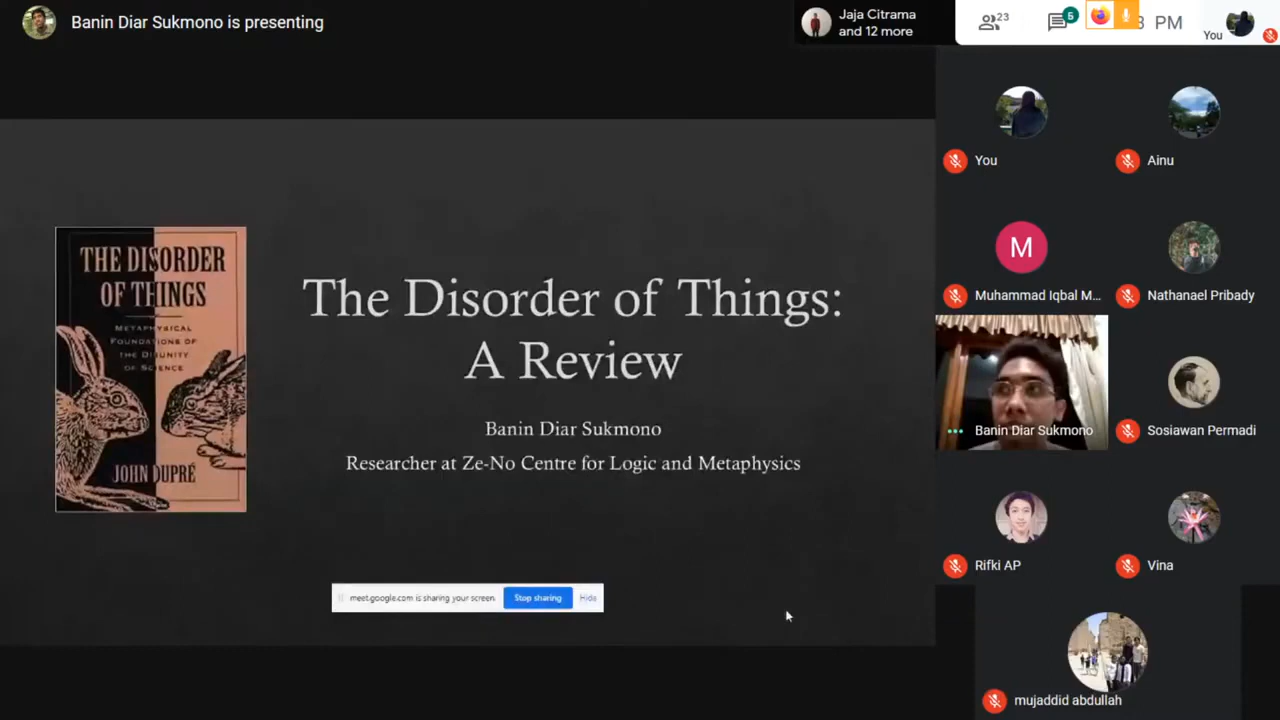 Banin Diar Sukmono is presenting
Jaja Citrama
and 12 more
23
5
PM
You
THE DISORDER
OF THINGS
METAPHYSICAL
FOUNDATIONS OF
THE DISUNITY
OF SCIENCE
JOHN DUPRÉ
The Disorder of Things:
A Review
Banin Diar Sukmono
Researcher at Ze-No Centre for Logic and Metaphysics
meet.google.com is sharing your screen.
Stop sharing
Hide
You
Ainu
M
Muhammad Iqbal M...
Nathanael Pribady
Banin Diar Sukmono
Sosiawan Permadi
Rifki AP
Vina
mujaddid abdullah